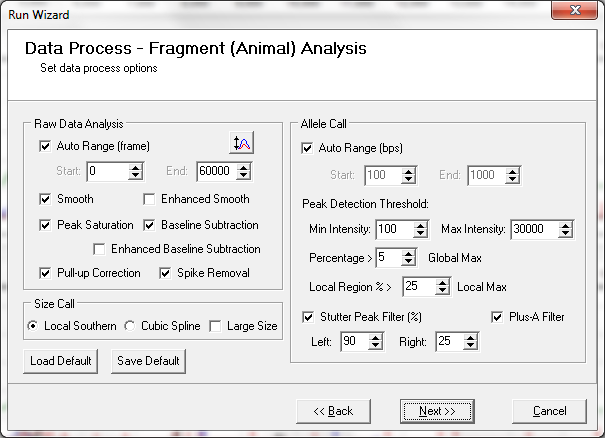 Run Wizard
Data Process - Fragment (Animal) Analysis
Set data process options
Raw Data Analysis
Auto Range (frame)
Start: 0 End: 60000
Smooth Enhanced Smooth
Peak Saturation Baseline Subtraction
Enhanced Baseline Subtraction
Pull-up Correction Spike Removal
Size Call
Local Southern Cubic Spline Large Size
Load Default Save Default
Allele Call
Auto Range (bps)
Start: 100 End: 1000
Peak Detection Threshold:
Min Intensity: 100 Max Intensity: 30000
Percentage > 5 Global Max
Local Region % > 25 Local Max
Stutter Peak Filter (%) Plus-A Filter
Left: 90 Right: 25
<< Back Next >> Cancel